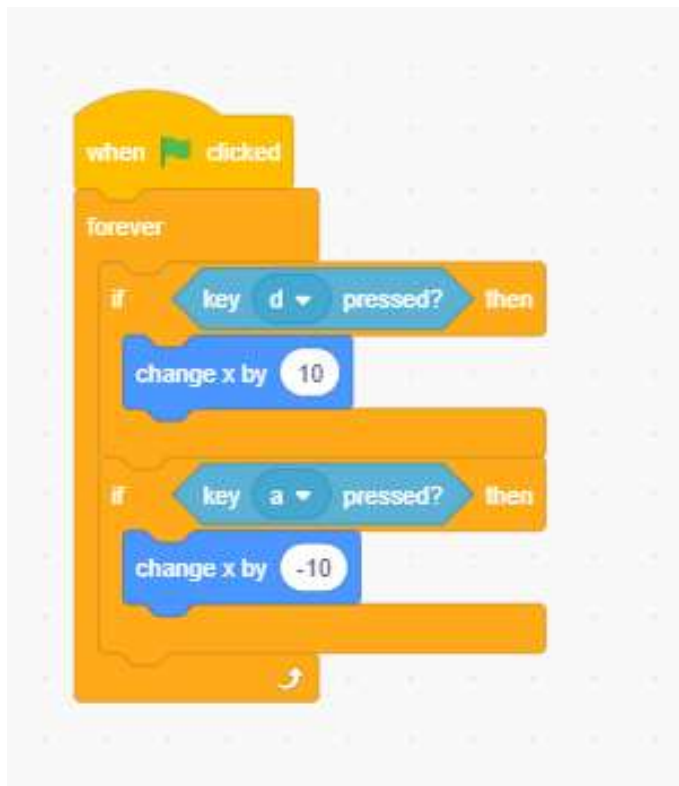 when clicked
forever
if key d pressed? then
change x by 10
if key a pressed? then
change x by -10